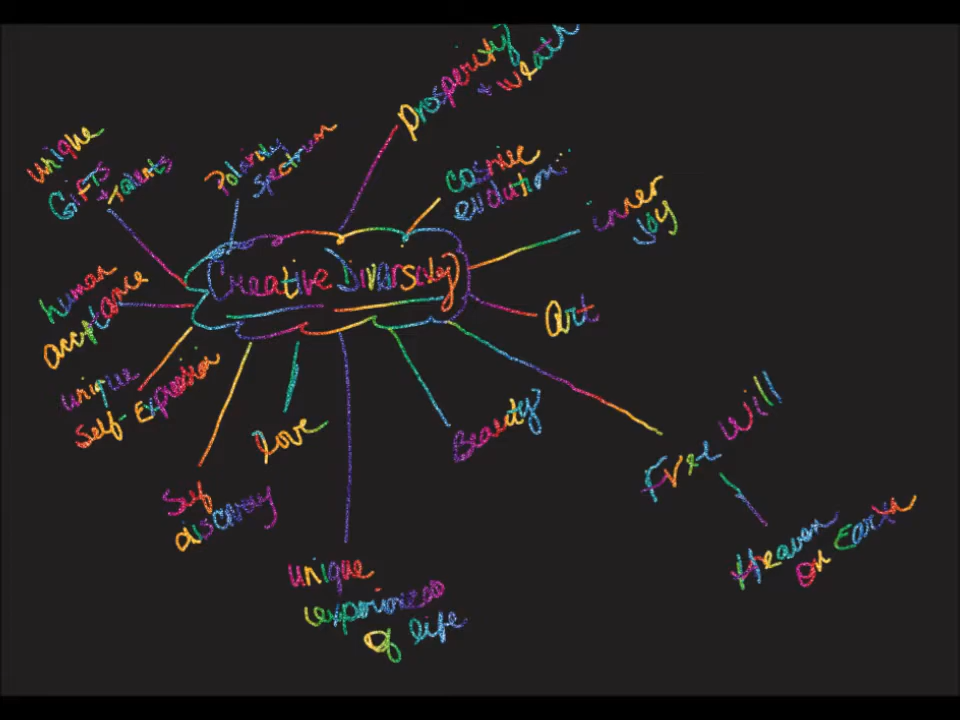 Prosperity
+ Wealth
unique
Gifts
+ Talents
Polarity
Spectrum
cosmic
evolution
inner
joy
Creative Diversity
human
acceptance
Art
unique
Self-Expression
love
Beauty
Free Will
Self
discovery
Heaven
on Earth
unique
experiences
of life